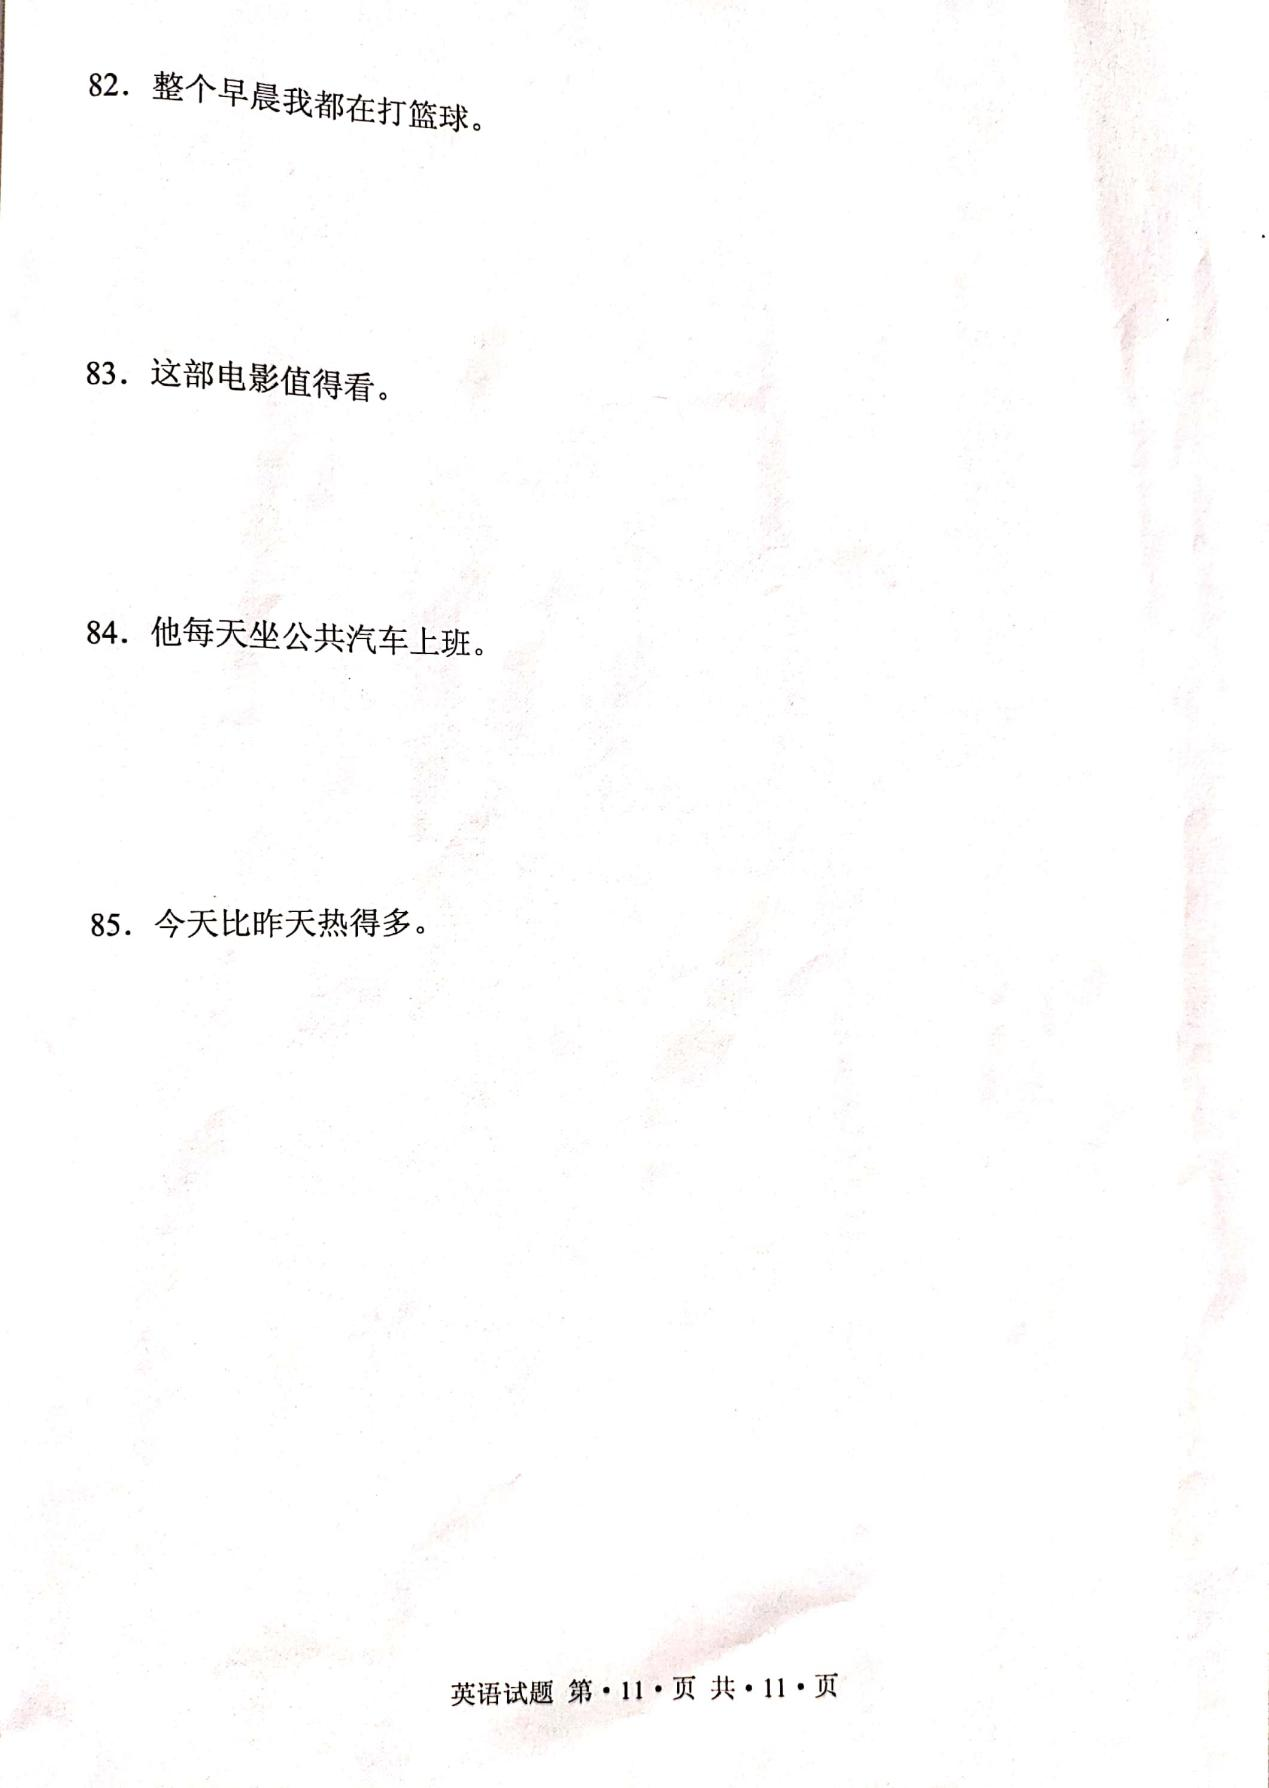 82. 整个早晨我都在打篮球。
83. 这部电影值得看。
84. 他每天坐公共汽车上班。
85. 今天比昨天热得多。
英语试题 第·11·页 共·11·页